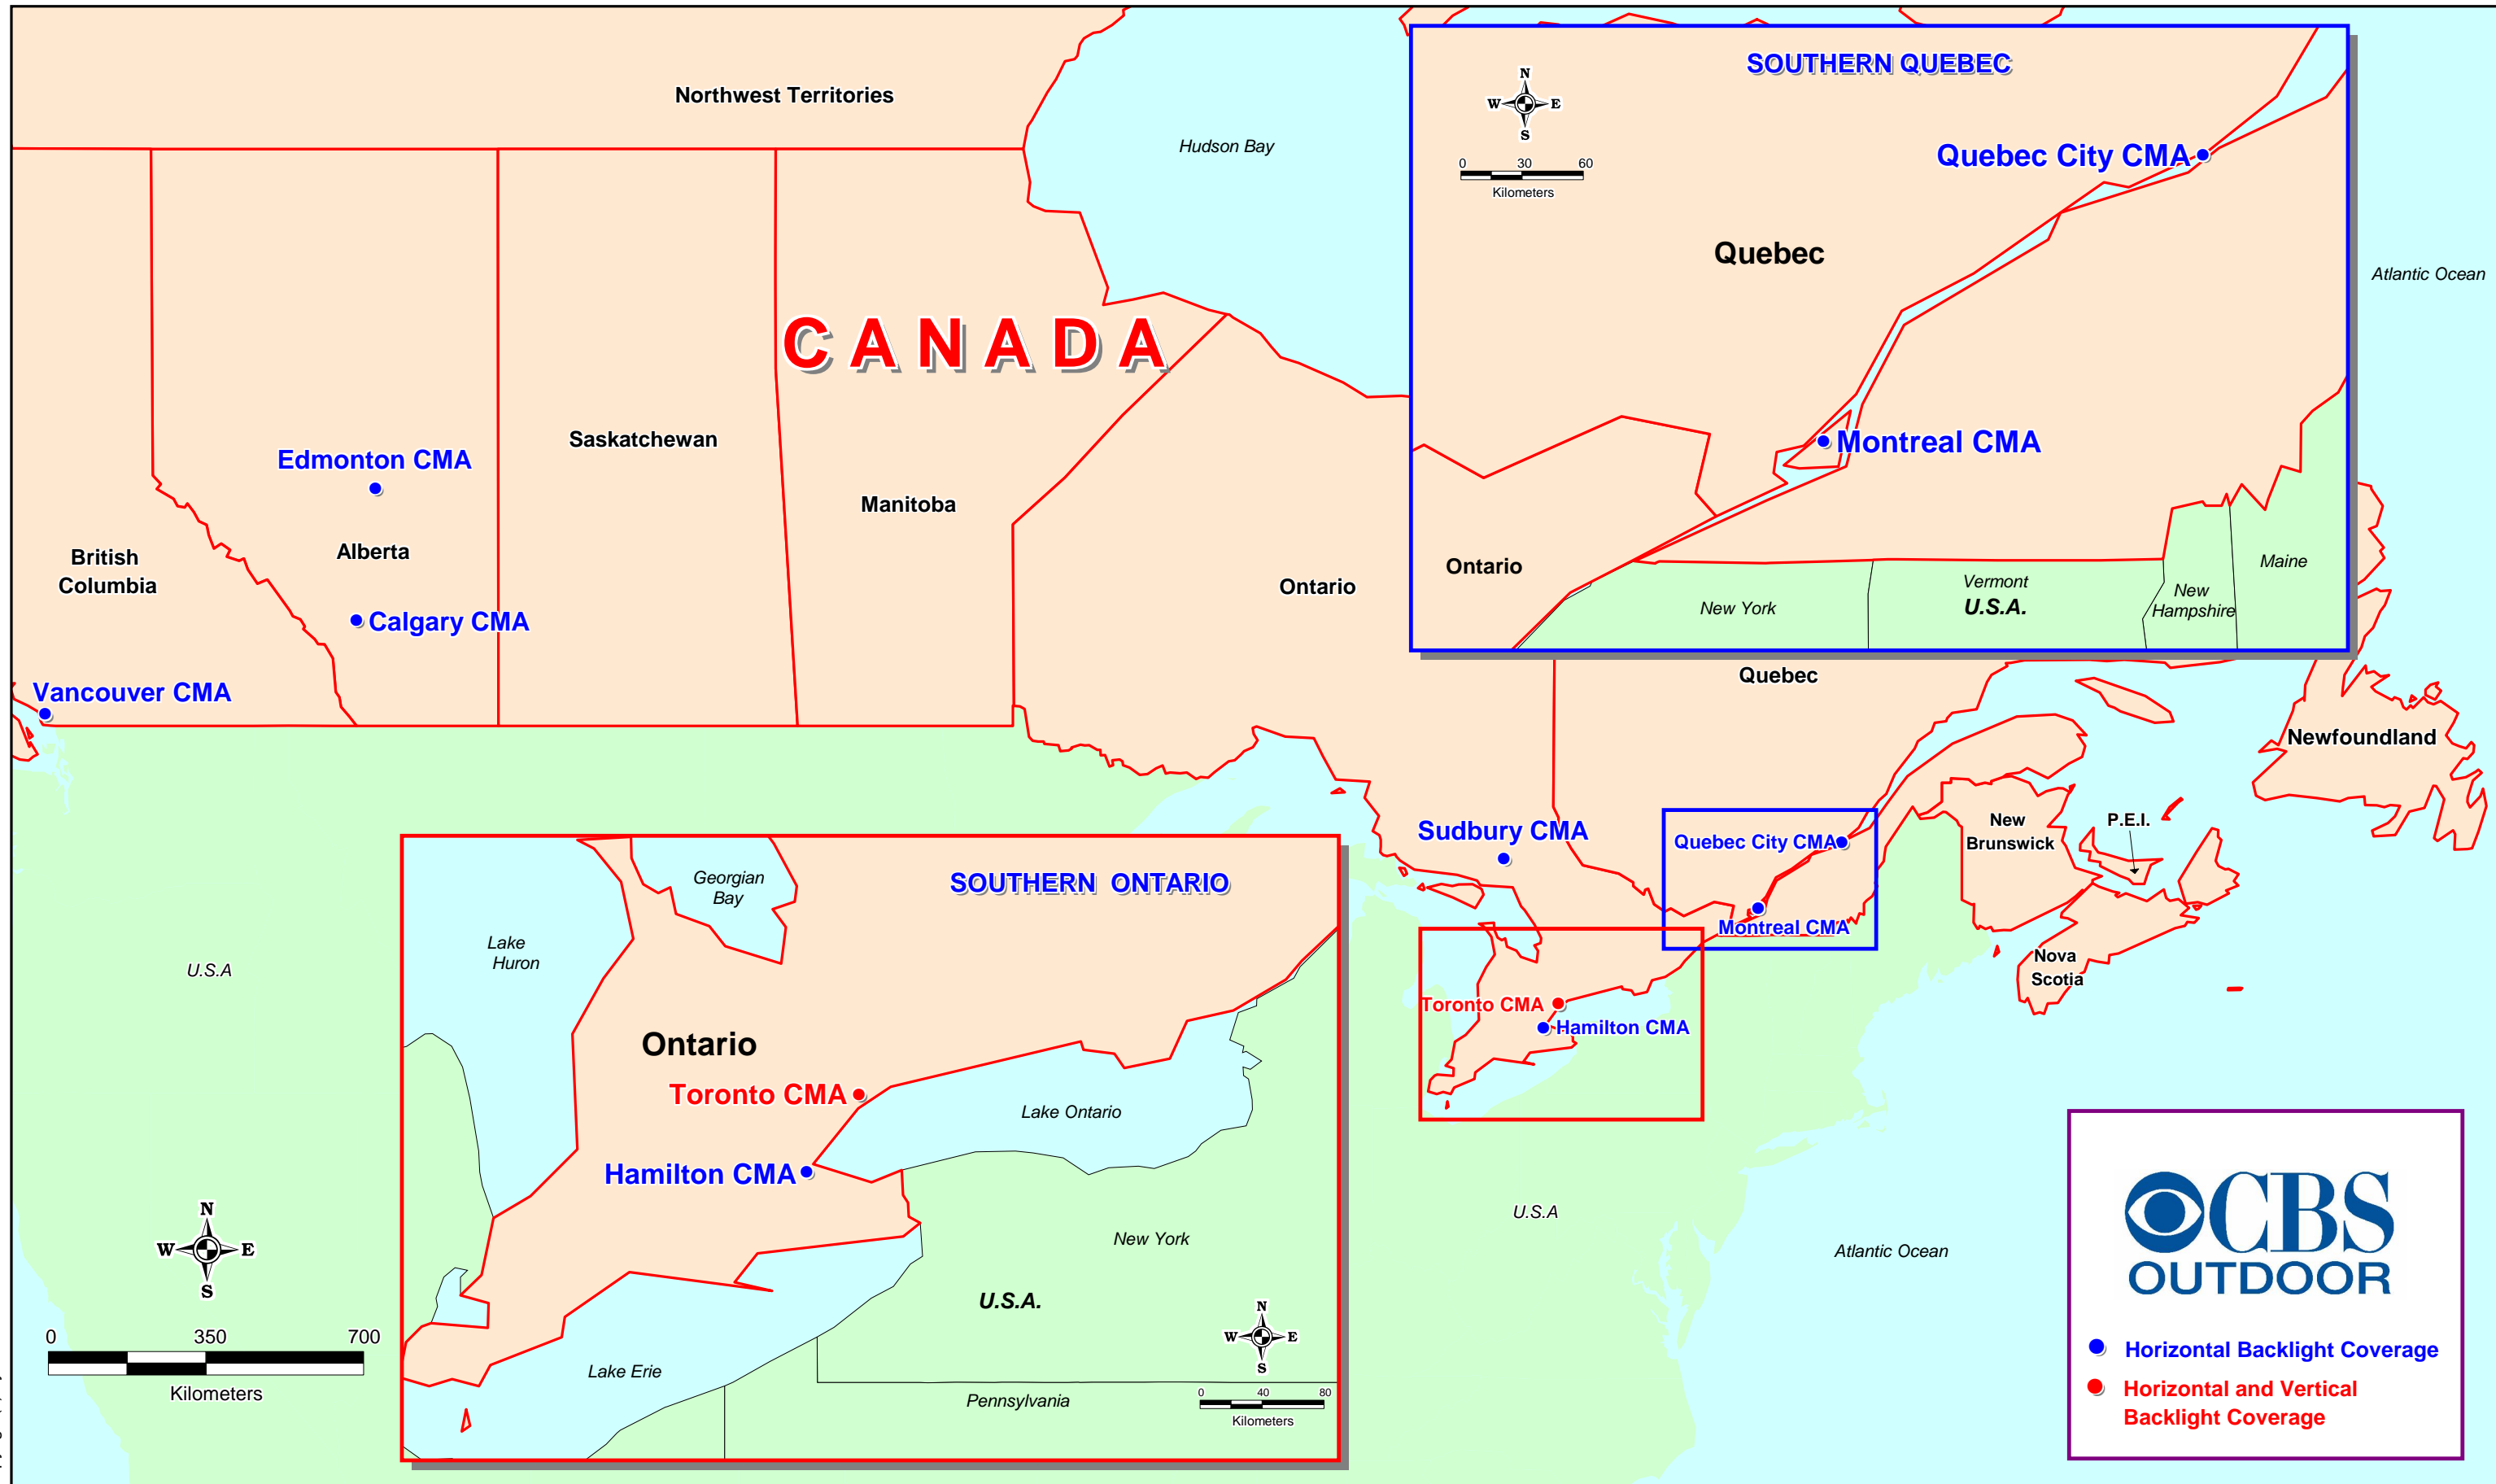 Northwest Territories
Hudson Bay
CANADA
Edmonton CMA
Saskatchewan
Manitoba
British
Columbia
Alberta
Ontario
Calgary CMA
Vancouver CMA
SOUTHERN QUEBEC
N
W E
S
0 30 60
Kilometers
Quebec City CMA
Quebec
Montreal CMA
Ontario
New York
Vermont
U.S.A.
New
Hampshire
Maine
Atlantic Ocean
Quebec
Newfoundland
Sudbury CMA
Quebec City CMA
New
Brunswick
P.E.I.
Montreal CMA
Nova
Scotia
Toronto CMA
Hamilton CMA
U.S.A
SOUTHERN ONTARIO
Georgian
Bay
Lake
Huron
Ontario
Toronto CMA
Lake Ontario
Hamilton CMA
New York
U.S.A.
Lake Erie
Pennsylvania
N
W E
S
0 40 80
Kilometers
N
W E
S
0 350 700
Kilometers
U.S.A
Atlantic Ocean
CBS
OUTDOOR
Horizontal Backlight Coverage
Horizontal and Vertical
Backlight Coverage